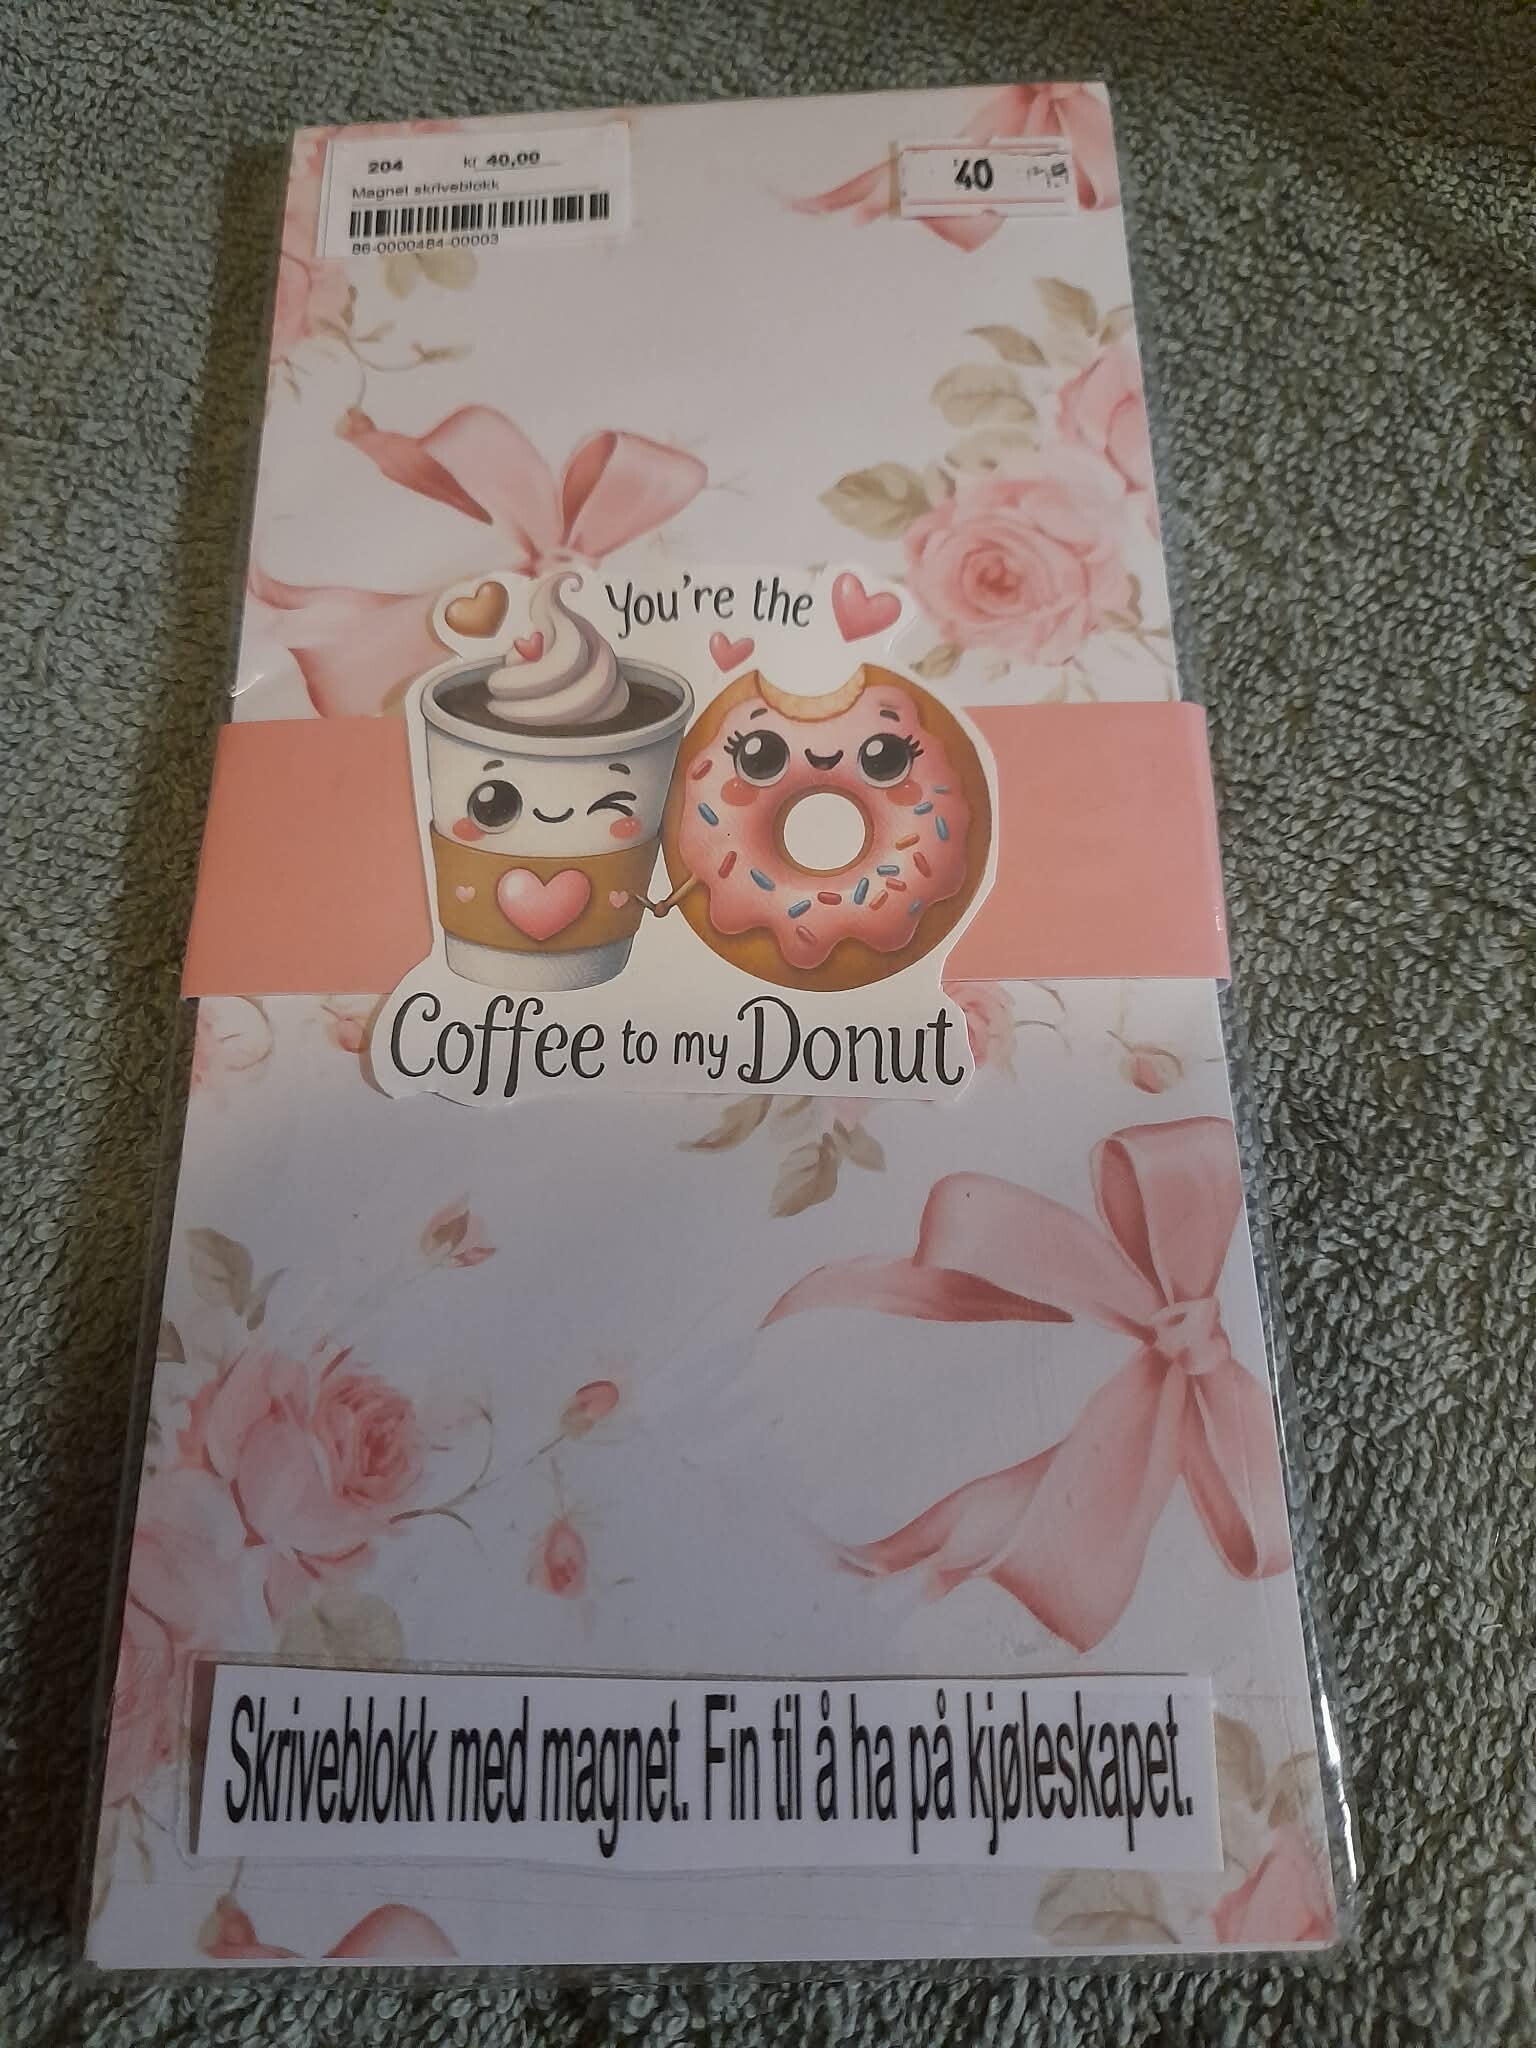 204 kr 40,00
Magnet skriveblokk
86-0000484-00003
40
You're the
Coffee to my Donut
Skriveblokk med magnet. Fin til å ha på kjøleskapet.